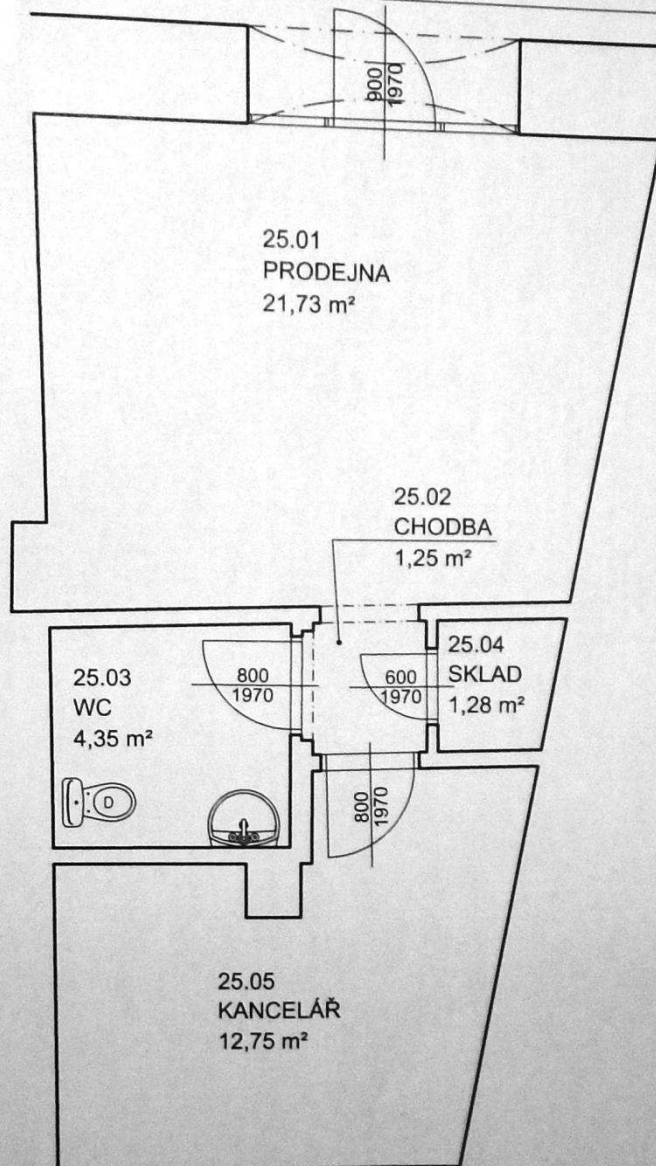 900
1970
25.01
PRODEJNA
21,73 m²
25.02
CHODBA
1,25 m²
25.03
WC
4,35 m²
800
1970
600
1970
25.04
SKLAD
1,28 m²
800
1970
25.05
KANCELÁŘ
12,75 m²